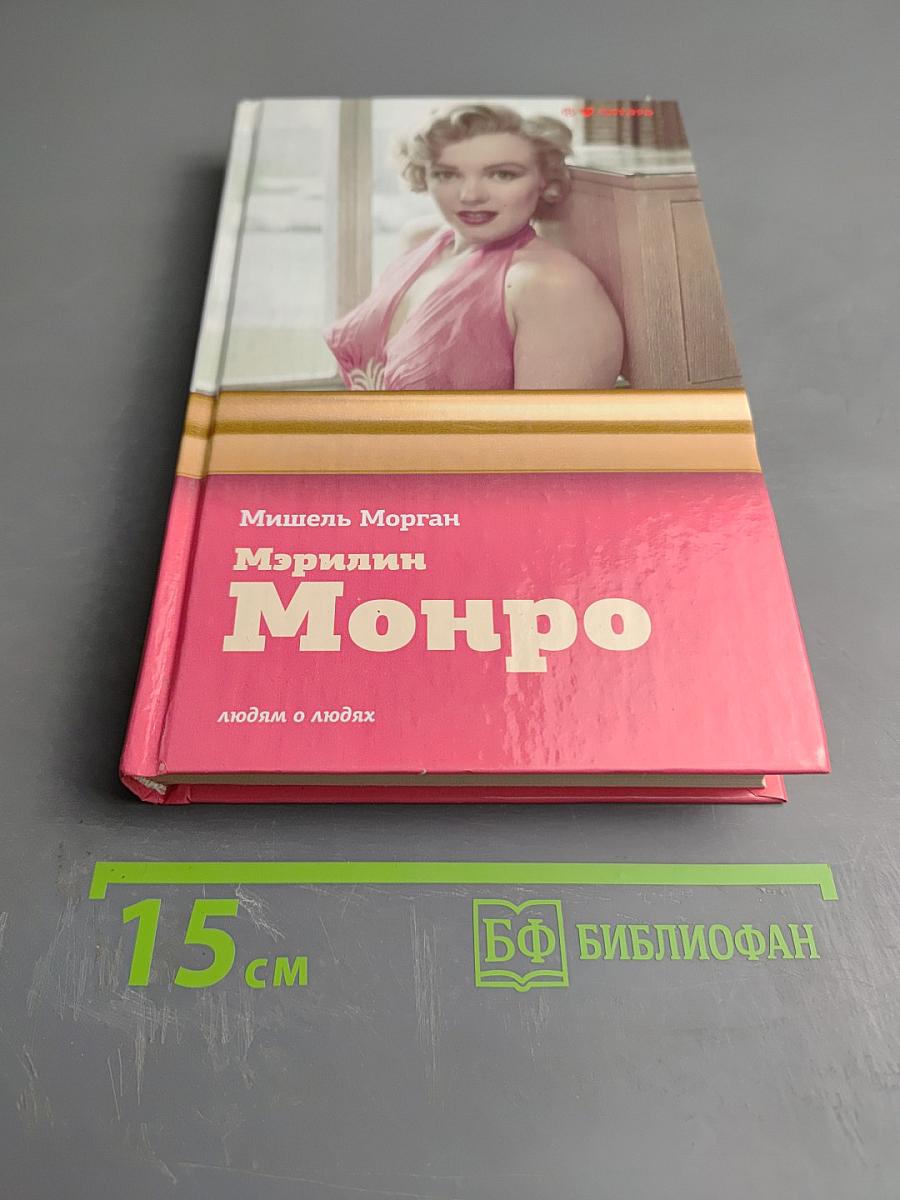 Мишель Морган
Мэрилин
Монро
людям о людях
15 см
БФ БИБЛИОФАН